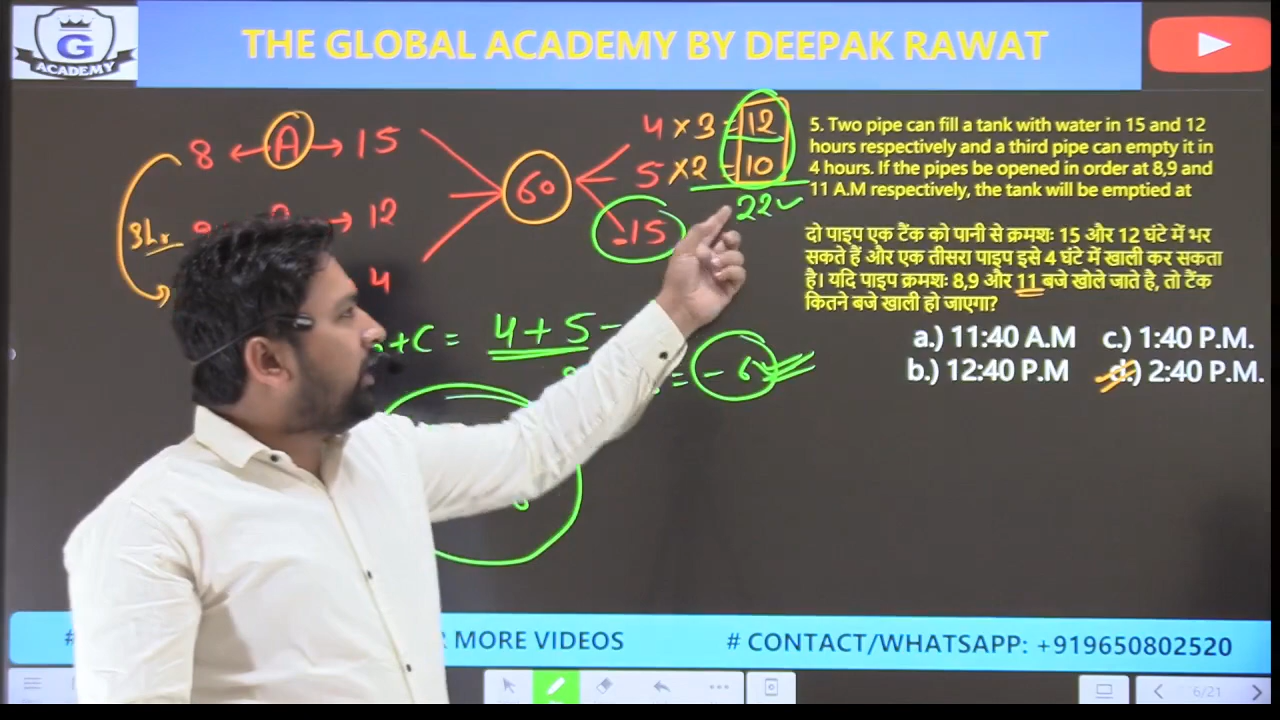 G
ACADEMY
THE GLOBAL ACADEMY BY DEEPAK RAWAT
8 ← A → 15
→ 12
4
3hr
60
4 × 3 = 12
5 × 2 = 10
-15
22
+C = 4 + 5 -
= - 6
5. Two pipe can fill a tank with water in 15 and 12
hours respectively and a third pipe can empty it in
4 hours. If the pipes be opened in order at 8,9 and
11 A.M respectively, the tank will be emptied at
दो पाइप एक टैंक को पानी से क्रमशः 15 और 12 घंटे में भर
सकते हैं और एक तीसरा पाइप इसे 4 घंटे में खाली कर सकता
है। यदि पाइप क्रमशः 8,9 और 11 बजे खोले जाते है, तो टैंक
कितने बजे खाली हो जाएगा?
a.) 11:40 A.M c.) 1:40 P.M.
b.) 12:40 P.M d.) 2:40 P.M.
#
R MORE VIDEOS # CONTACT/WHATSAPP: +919650802520
6/21